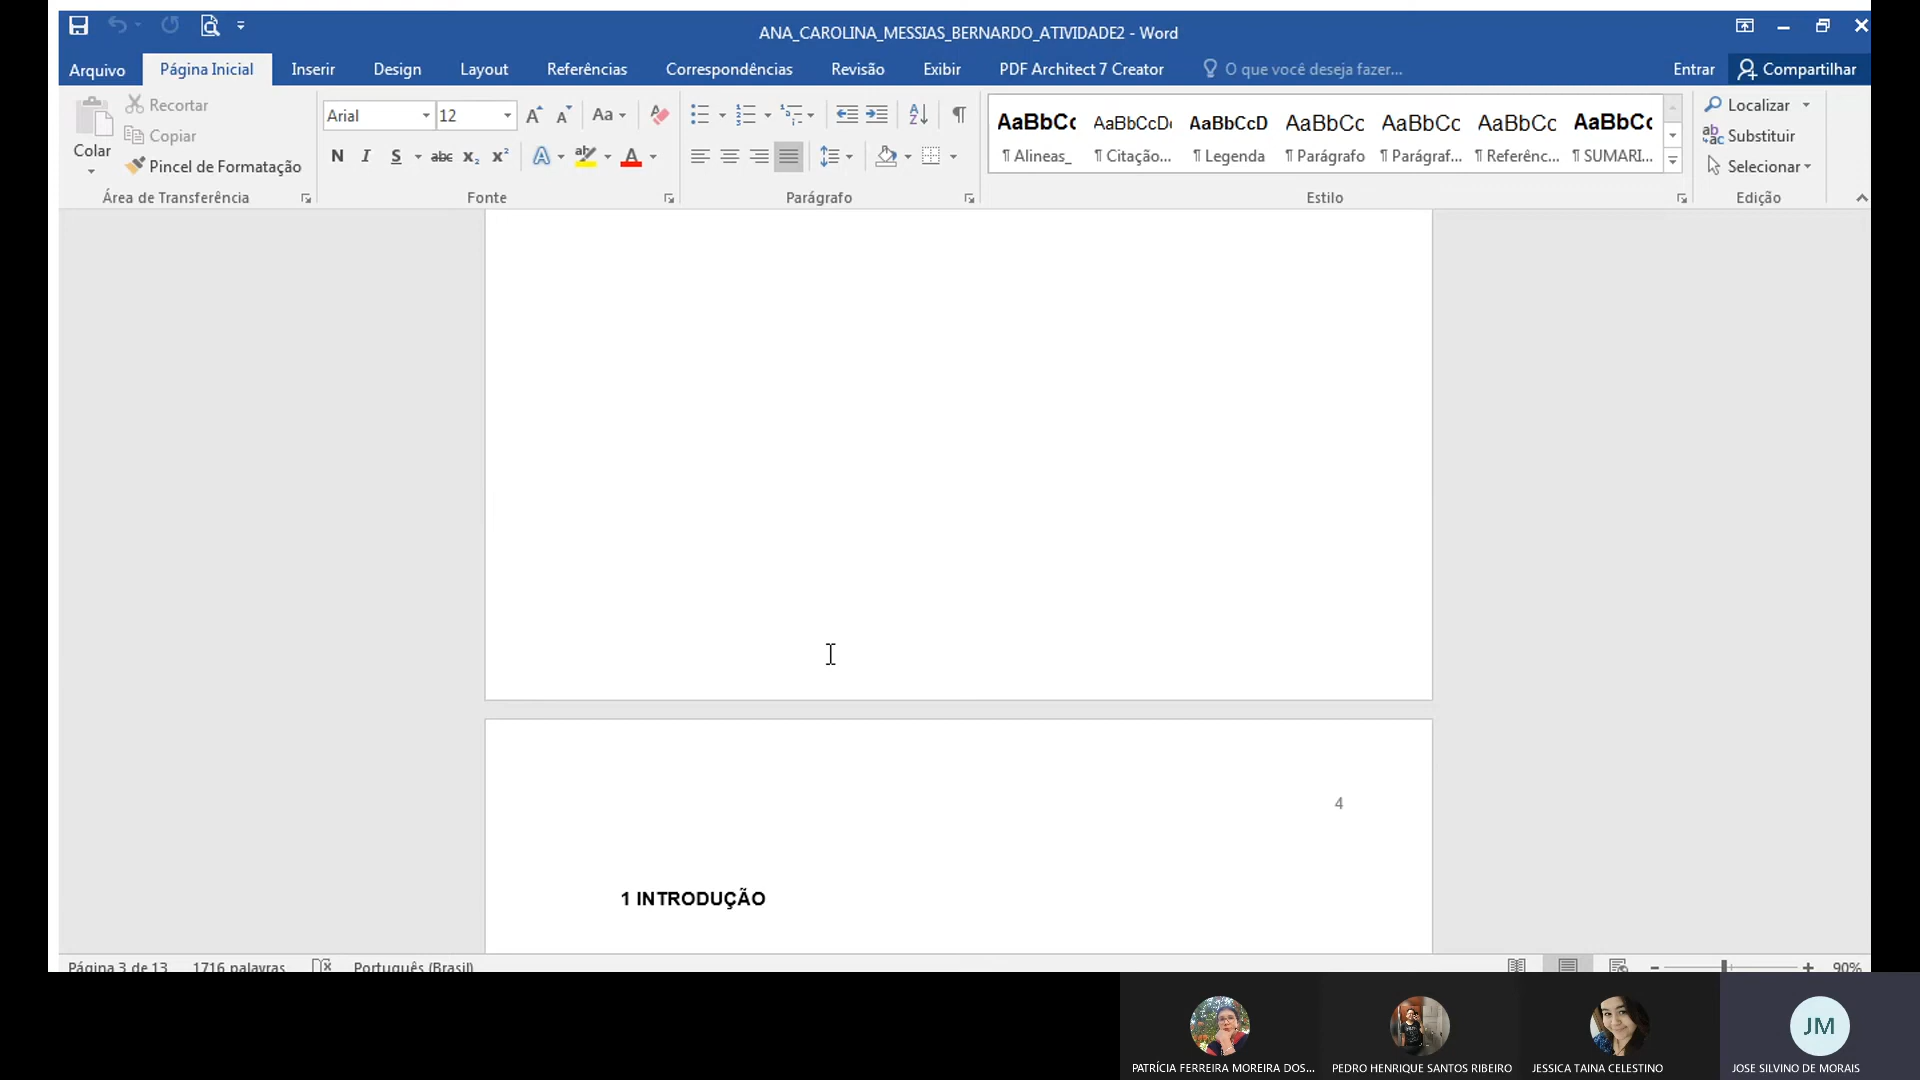 ANA_CAROLINA_MESSIAS_BERNARDO_ATIVIDADE2 - Word
Arquivo Página Inicial Inserir Design Layout Referências Correspondências Revisão Exibir PDF Architect 7 Creator O que você deseja fazer... Entrar Compartilhar
Colar
Recortar
Copiar
Pincel de Formatação
Área de Transferência
Arial 12
Fonte
Parágrafo
AaBbCc AaBbCcDc AaBbCcD AaBbCc AaBbCc AaBbCc AaBbCc
¶ Alineas_ ¶ Citação... ¶ Legenda ¶ Parágrafo ¶ Parágraf... ¶ Referênc... ¶ SUMARI...
Estilo
Localizar
Substituir
Selecionar
Edição
4
1 INTRODUÇÃO
Página 3 de 13 1716 palavras Português (Brasil) 90%
JM
PATRÍCIA FERREIRA MOREIRA DOS... PEDRO HENRIQUE SANTOS RIBEIRO JESSICA TAINA CELESTINO JOSE SILVINO DE MORAIS